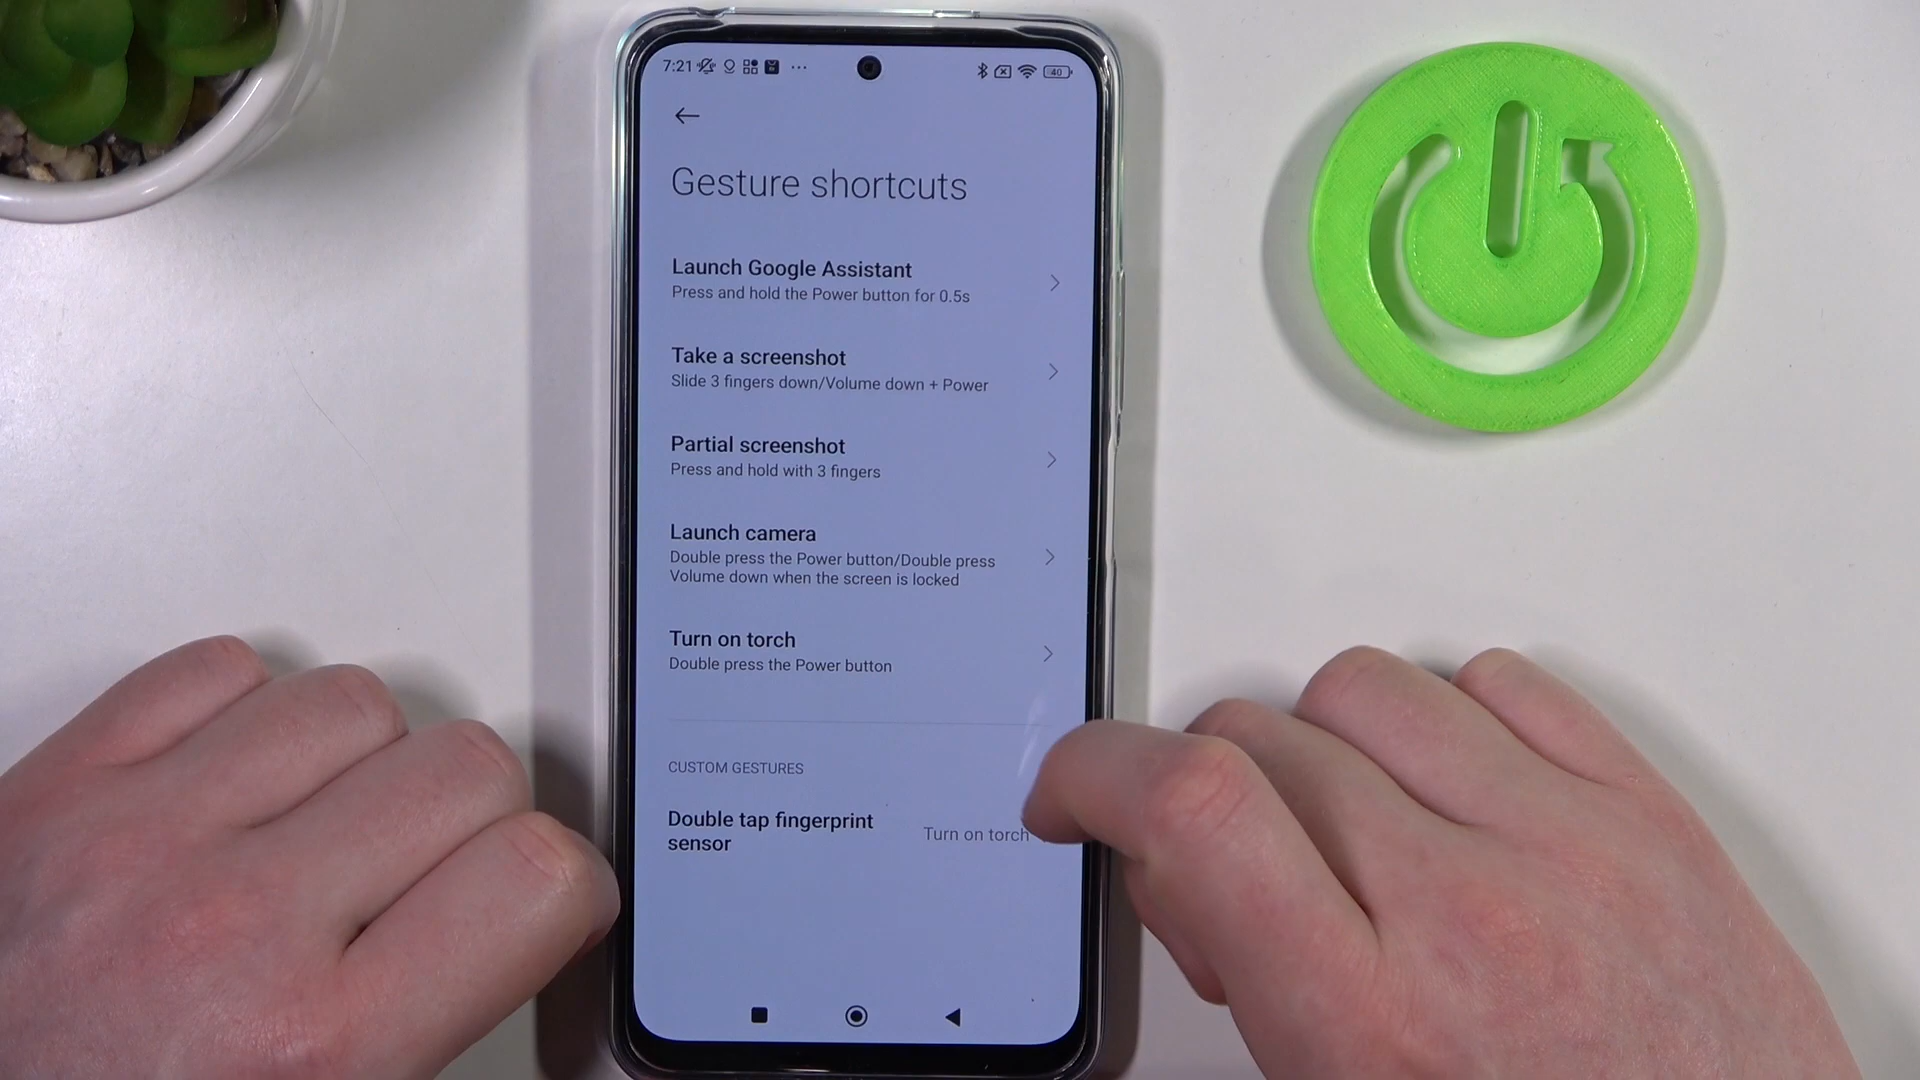 7:21
40
Gesture shortcuts
Launch Google Assistant
Press and hold the Power button for 0.5s
Take a screenshot
Slide 3 fingers down/Volume down + Power
Partial screenshot
Press and hold with 3 fingers
Launch camera
Double press the Power button/Double press
Volume down when the screen is locked
Turn on torch
Double press the Power button
CUSTOM GESTURES
Double tap fingerprint
sensor
Turn on torch